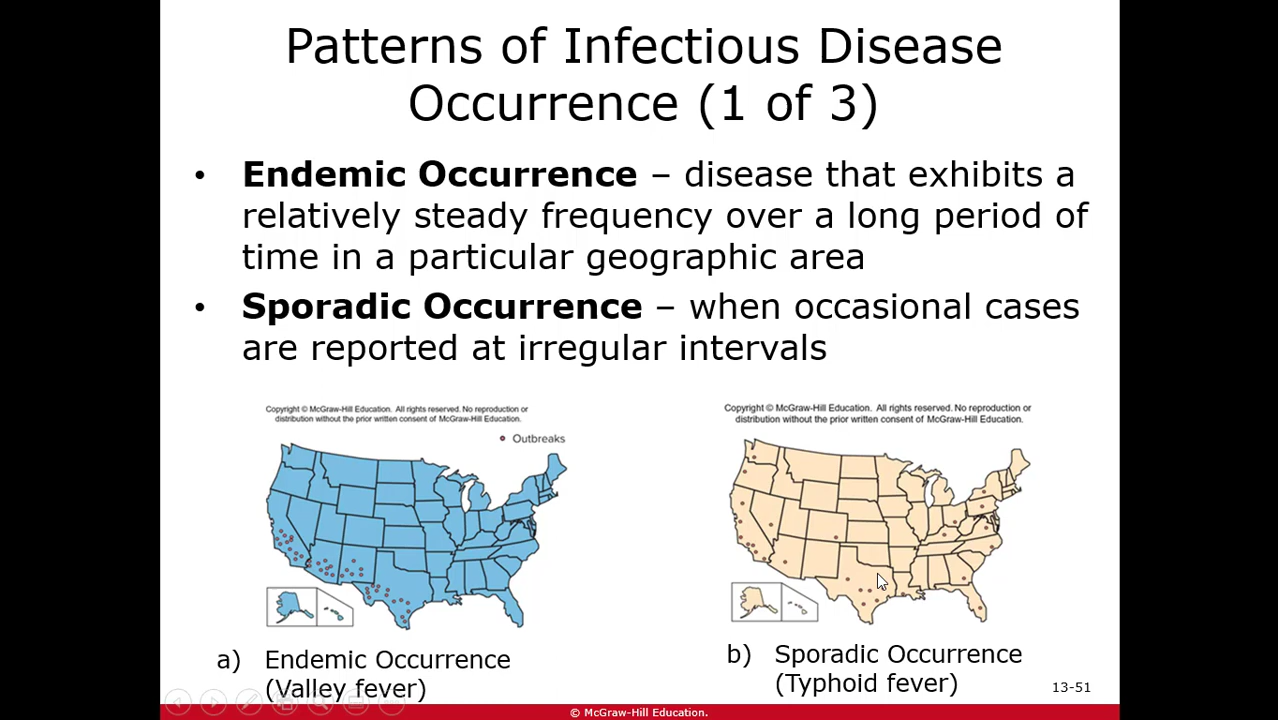 Patterns of Infectious Disease
Occurrence (1 of 3)
• Endemic Occurrence – disease that exhibits a
relatively steady frequency over a long period of
time in a particular geographic area
• Sporadic Occurrence – when occasional cases
are reported at irregular intervals
Copyright © McGraw-Hill Education. All rights reserved. No reproduction or
distribution without the prior written consent of McGraw-Hill Education.
Outbreaks
Copyright © McGraw-Hill Education. All rights reserved. No reproduction or
distribution without the prior written consent of McGraw-Hill Education.
a) Endemic Occurrence
(Valley fever)
b) Sporadic Occurrence
(Typhoid fever)
13-51
© McGraw-Hill Education.